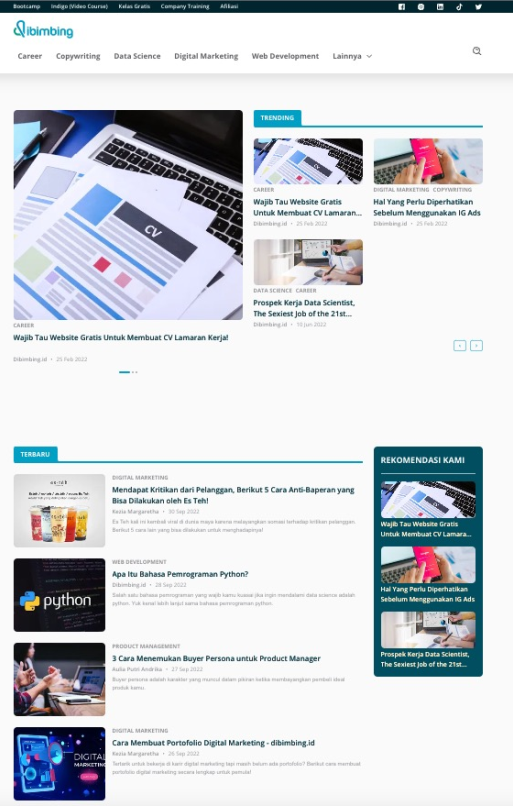 Bootcamp Indigo (Video Course) Kelas Gratis Company Training Afiliasi
dibimbing
Career Copywriting Data Science Digital Marketing Web Development Lainnya
CV
CAREER
Wajib Tau Website Gratis Untuk Membuat CV Lamaran Kerja!
Dibimbing.id • 25 Feb 2022
TRENDING
CAREER
Wajib Tau Website Gratis
Untuk Membuat CV Lamaran...
Dibimbing.id • 25 Feb 2022
DIGITAL MARKETING COPYWRITING
Hal Yang Perlu Diperhatikan
Sebelum Menggunakan IG Ads
Dibimbing.id • 25 Feb 2022
DATA SCIENCE CAREER
Prospek Kerja Data Scientist,
The Sexiest Job of the 21st...
Dibimbing.id • 10 Jun 2022
TERBARU
DIGITAL MARKETING
Mendapat Kritikan dari Pelanggan, Berikut 5 Cara Anti-Baperan yang
Bisa Dilakukan oleh Es Teh!
Kezia Margaretha • 30 Sep 2022
Es Teh kali ini kembali viral di dunia maya karena melayangkan somasi terhadap kritikan pelanggan.
Berikut 5 cara lain yang bisa dilakukan untuk menghadapinya!
python
WEB DEVELOPMENT
Apa Itu Bahasa Pemrograman Python?
Dibimbing.id • 28 Sep 2022
Salah satu bahasa pemrograman yang wajib kamu kuasai jika ingin mendalami data science adalah
python. Yuk kenal lebih lanjut sama bahasa pemrograman python.
PRODUCT MANAGEMENT
3 Cara Menemukan Buyer Persona untuk Product Manager
Aulia Putri Andrika • 27 Sep 2022
Buyer persona adalah karakter yang muncul dalam pikiran ketika membayangkan pembeli ideal
produk kamu.
DIGITAL
MARKETING
DIGITAL MARKETING
Cara Membuat Portofolio Digital Marketing - dibimbing.id
Kezia Margaretha • 26 Sep 2022
Tertarik untuk bekerja di karir digital marketing tapi masih belum ada portofolio? Berikut cara membuat
portofolio digital marketing secara lengkap untuk pemula!
REKOMENDASI KAMI
Wajib Tau Website Gratis
Untuk Membuat CV Lamara...
Hal Yang Perlu Diperhatikan
Sebelum Menggunakan IG Ads
Prospek Kerja Data Scientist,
The Sexiest Job of the 21st...